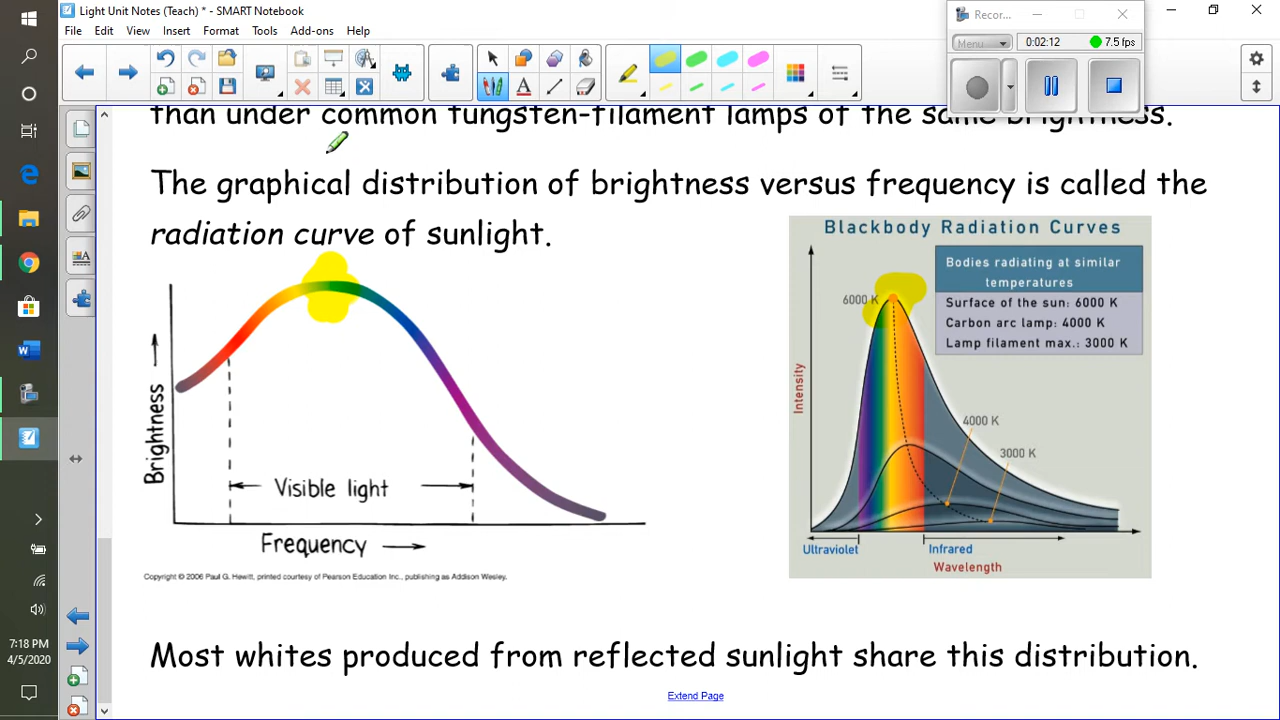 Light Unit Notes (Teach) * - SMART Notebook
File Edit View Insert Format Tools Add-ons Help
Recor...
Menu
0:02:12
7.5 fps
than under common tungsten-filament lamps of the same brightness.
The graphical distribution of brightness versus frequency is called the
radiation curve of sunlight.
Brightness
Visible light
Frequency
Copyright © 2006 Paul G. Hewitt, printed courtesy of Pearson Education Inc., publishing as Addison Wesley.
Blackbody Radiation Curves
Bodies radiating at similar
temperatures
Surface of the sun: 6000 K
Carbon arc lamp: 4000 K
Lamp filament max.: 3000 K
6000 K
4000 K
3000 K
Intensity
Ultraviolet
Infrared
Wavelength
Most whites produced from reflected sunlight share this distribution.
Extend Page
7:18 PM
4/5/2020